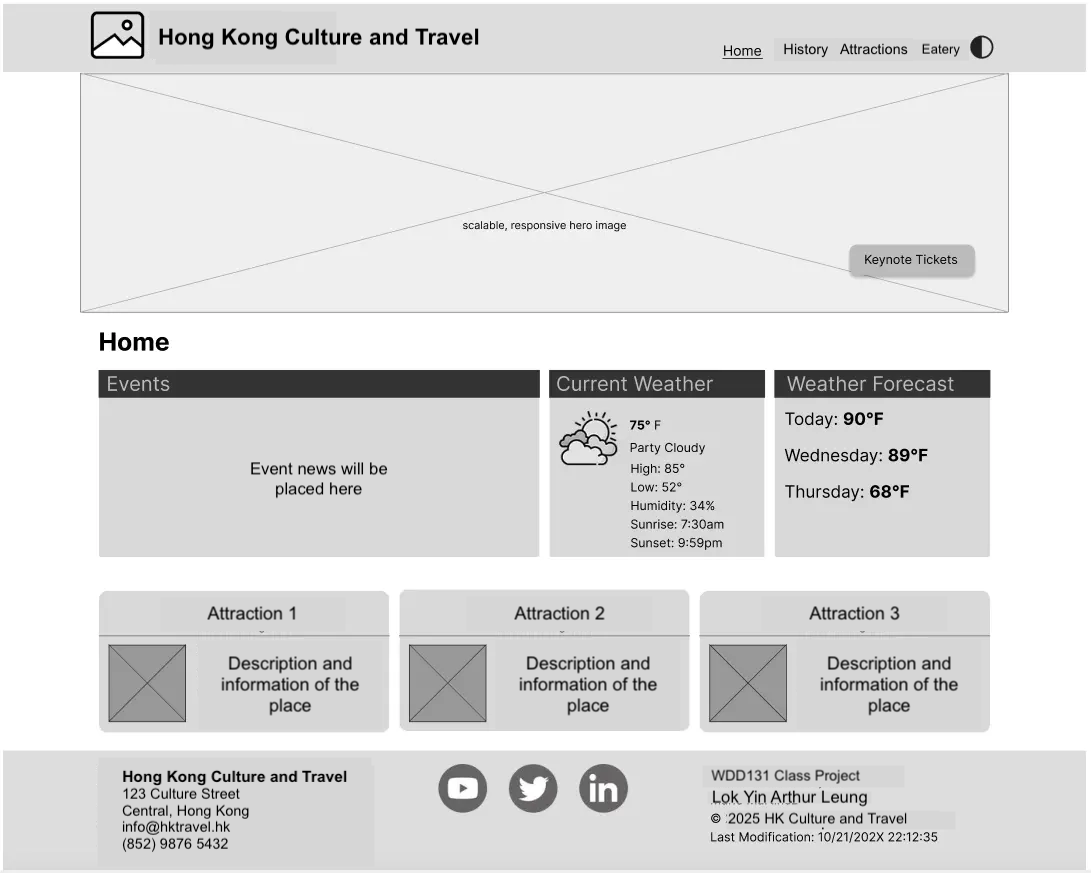 Hong Kong Culture and Travel
Home
History
Attractions
Eatery
scalable, responsive hero image
Keynote Tickets
Home
Events
Event news will be
placed here
Current Weather
75° F
Party Cloudy
High: 85°
Low: 52°
Humidity: 34%
Sunrise: 7:30am
Sunset: 9:59pm
Weather Forecast
Today: 90°F
Wednesday: 89°F
Thursday: 68°F
Attraction 1
Description and
information of the
place
Attraction 2
Description and
information of the
place
Attraction 3
Description and
information of the
place
Hong Kong Culture and Travel
123 Culture Street
Central, Hong Kong
info@hktravel.hk
(852) 9876 5432
in
WDD131 Class Project
Lok Yin Arthur Leung
© 2025 HK Culture and Travel
Last Modification: 10/21/202X 22:12:35